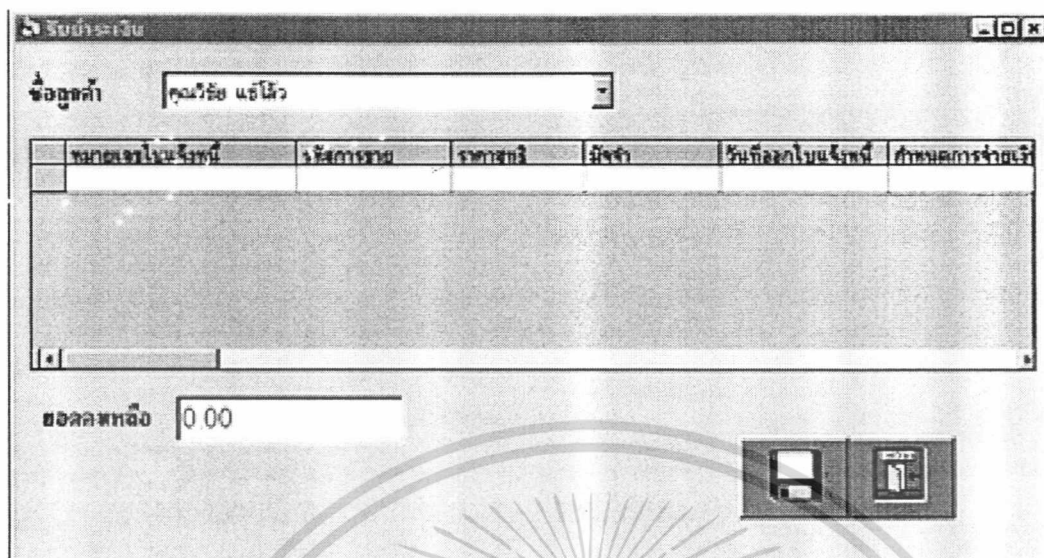 รับชำระเงิน
ชื่อลูกค้า คุณวิชัย แซ่โล้ว
หมายเลขใบแจ้งหนี้ รหัสการขาย ราคาสุทธิ มัดจำ วันที่ออกใบแจ้งหนี้ กำหนดการจ่ายเงิ
ยอดคงเหลือ 0.00
EXIT